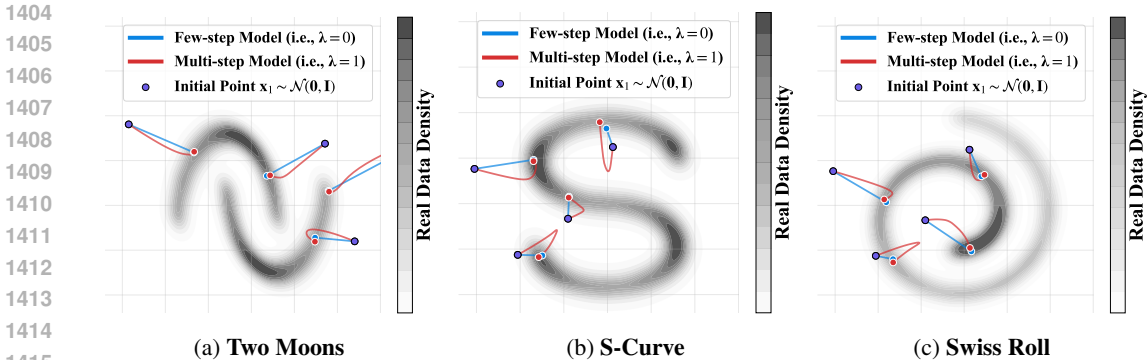 1404
1405
1406
1407
1408
1409
1410
1411
1412
1413
1414
1415
Few-step Model (i.e., λ = 0)
Multi-step Model (i.e., λ = 1)
Initial Point x₁ ~ 𝒩(0, I)
Real Data Density
(a) Two Moons
Few-step Model (i.e., λ = 0)
Multi-step Model (i.e., λ = 1)
Initial Point x₁ ~ 𝒩(0, I)
Real Data Density
(b) S-Curve
Few-step Model (i.e., λ = 0)
Multi-step Model (i.e., λ = 1)
Initial Point x₁ ~ 𝒩(0, I)
Real Data Density
(c) Swiss Roll